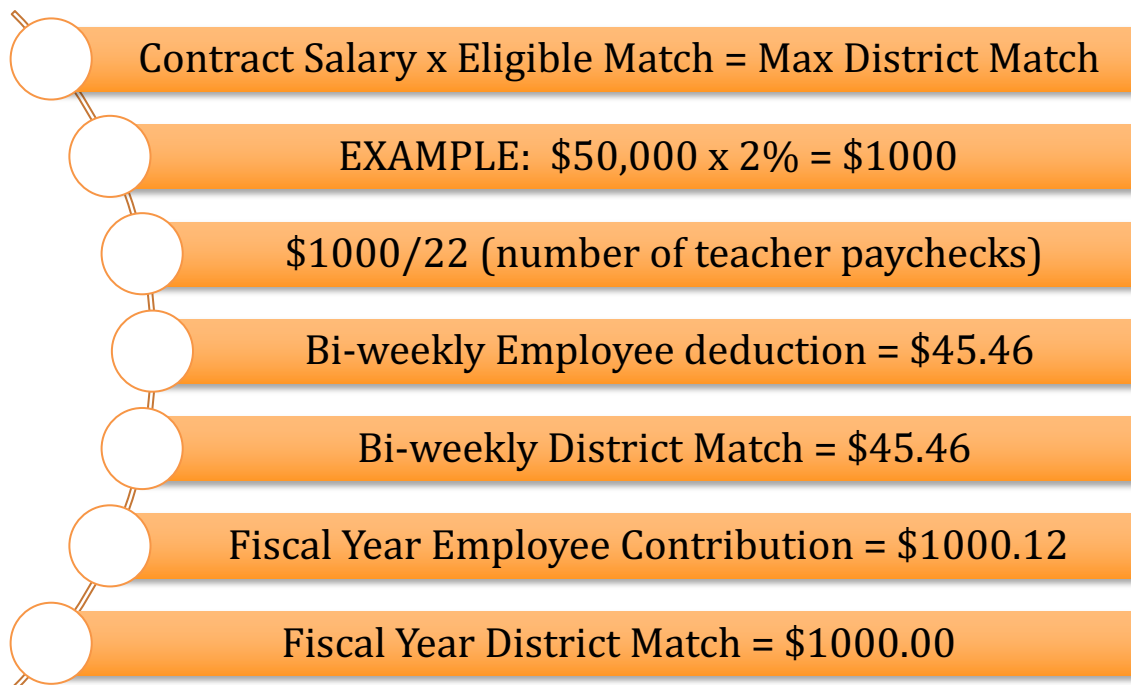 Contract Salary x Eligible Match = Max District Match
EXAMPLE:  $50,000 x 2% = $1000
$1000/22 (number of teacher paychecks)
Bi-weekly Employee deduction = $45.46
Bi-weekly District Match = $45.46
Fiscal Year Employee Contribution = $1000.12
Fiscal Year District Match = $1000.00